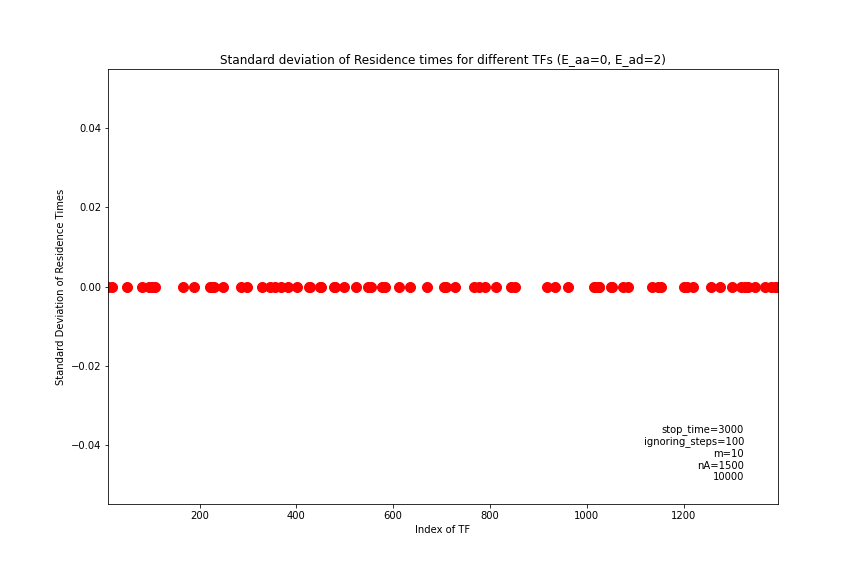 Standard deviation of Residence times for different TFs (E_aa=0, E_ad=2)
Standard Deviation of Residence Times
0.04
0.02
0.00
−0.02
−0.04
stop_time=3000
ignoring_steps=100
m=10
nA=1500
10000
200 400 600 800 1000 1200
Index of TF